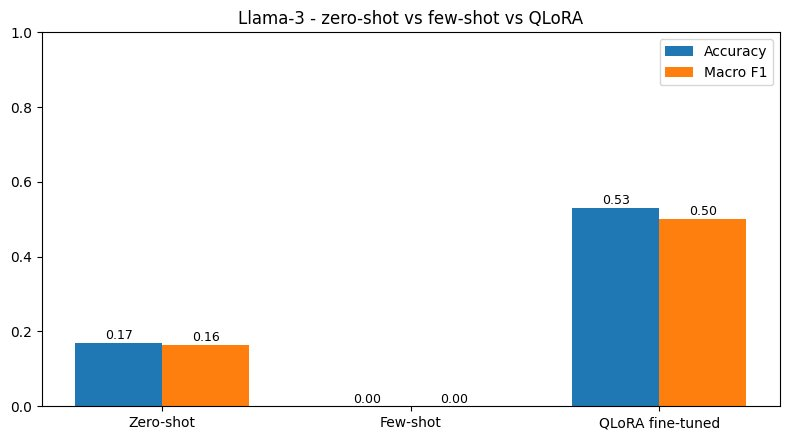 Llama-3 - zero-shot vs few-shot vs QLoRA
1.0
0.8
0.6
0.4
0.2
0.0
Accuracy
Macro F1
0.17
0.16
0.00
0.00
0.53
0.50
Zero-shot
Few-shot
QLoRA fine-tuned